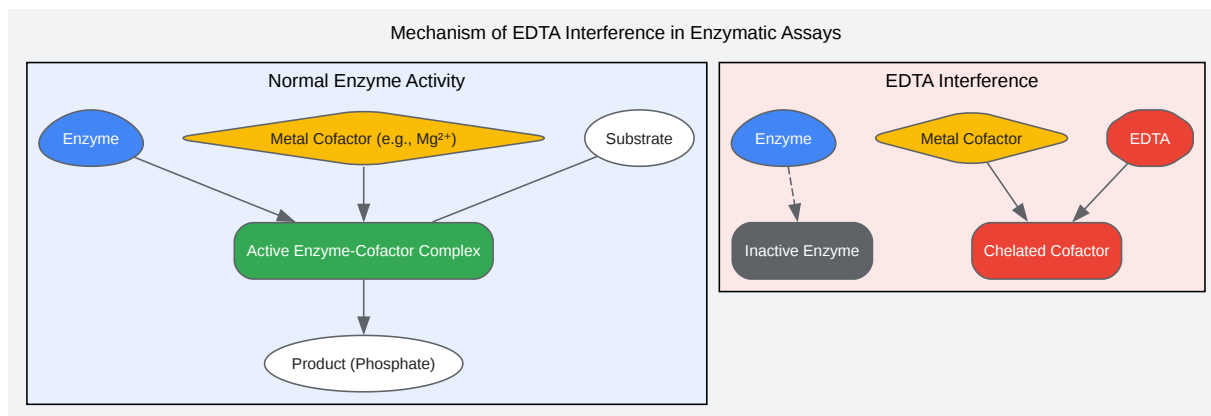 Mechanism of EDTA Interference in Enzymatic Assays
Normal Enzyme Activity
Enzyme
Metal Cofactor (e.g., Mg²⁺)
Substrate
Active Enzyme-Cofactor Complex
Product (Phosphate)
EDTA Interference
Enzyme
Metal Cofactor
EDTA
Inactive Enzyme
Chelated Cofactor